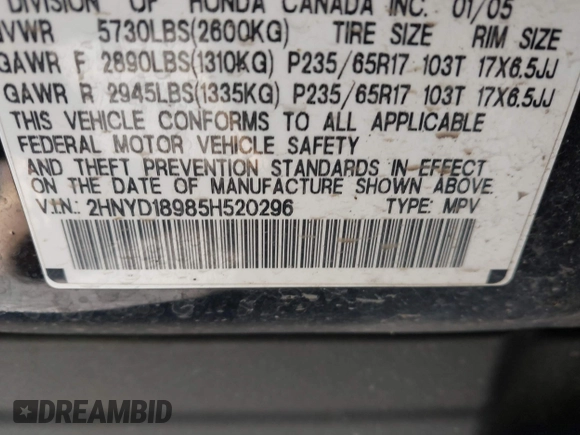 DIVISION OF HONDA CANADA INC. 01/05
GVWR 5730LBS(2600KG) TIRE SIZE RIM SIZE
GAWR F 2890LBS(1310KG) P235/65R17 103T 17X6.5JJ
GAWR R 2945LBS(1335KG) P235/65R17 103T 17X6.5JJ
THIS VEHICLE CONFORMS TO ALL APPLICABLE
FEDERAL MOTOR VEHICLE SAFETY
AND THEFT PREVENTION STANDARDS IN EFFECT ON
THE DATE OF MANUFACTURE SHOWN ABOVE.
V.I.N.: 2HNYD18985H520296 TYPE: MPV
DREAMBID